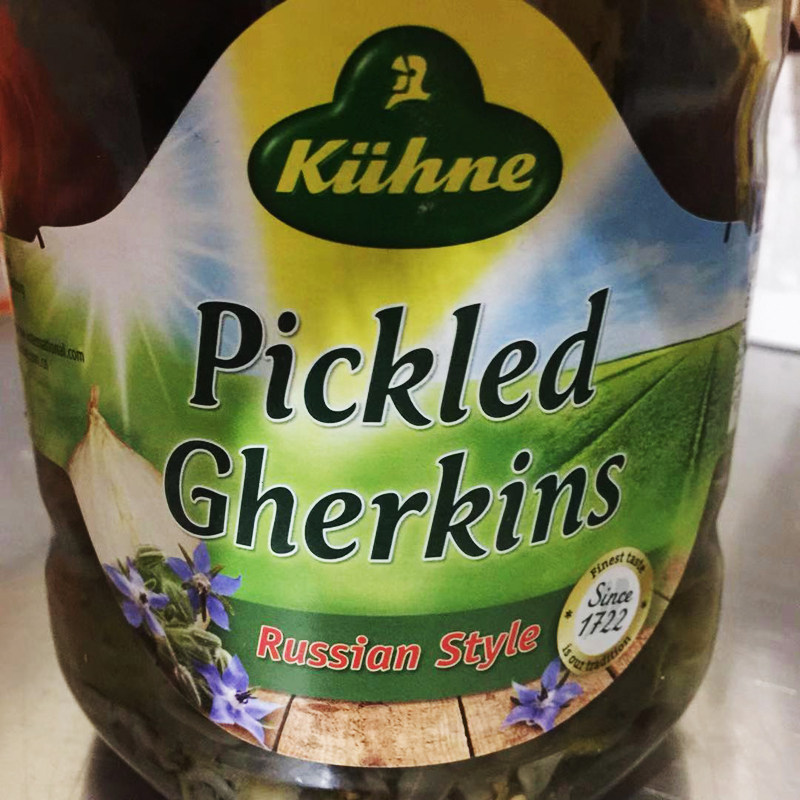 Kühne
Pickled
Gherkins
Russian Style
Finest taste
Since
1722
is our tradition